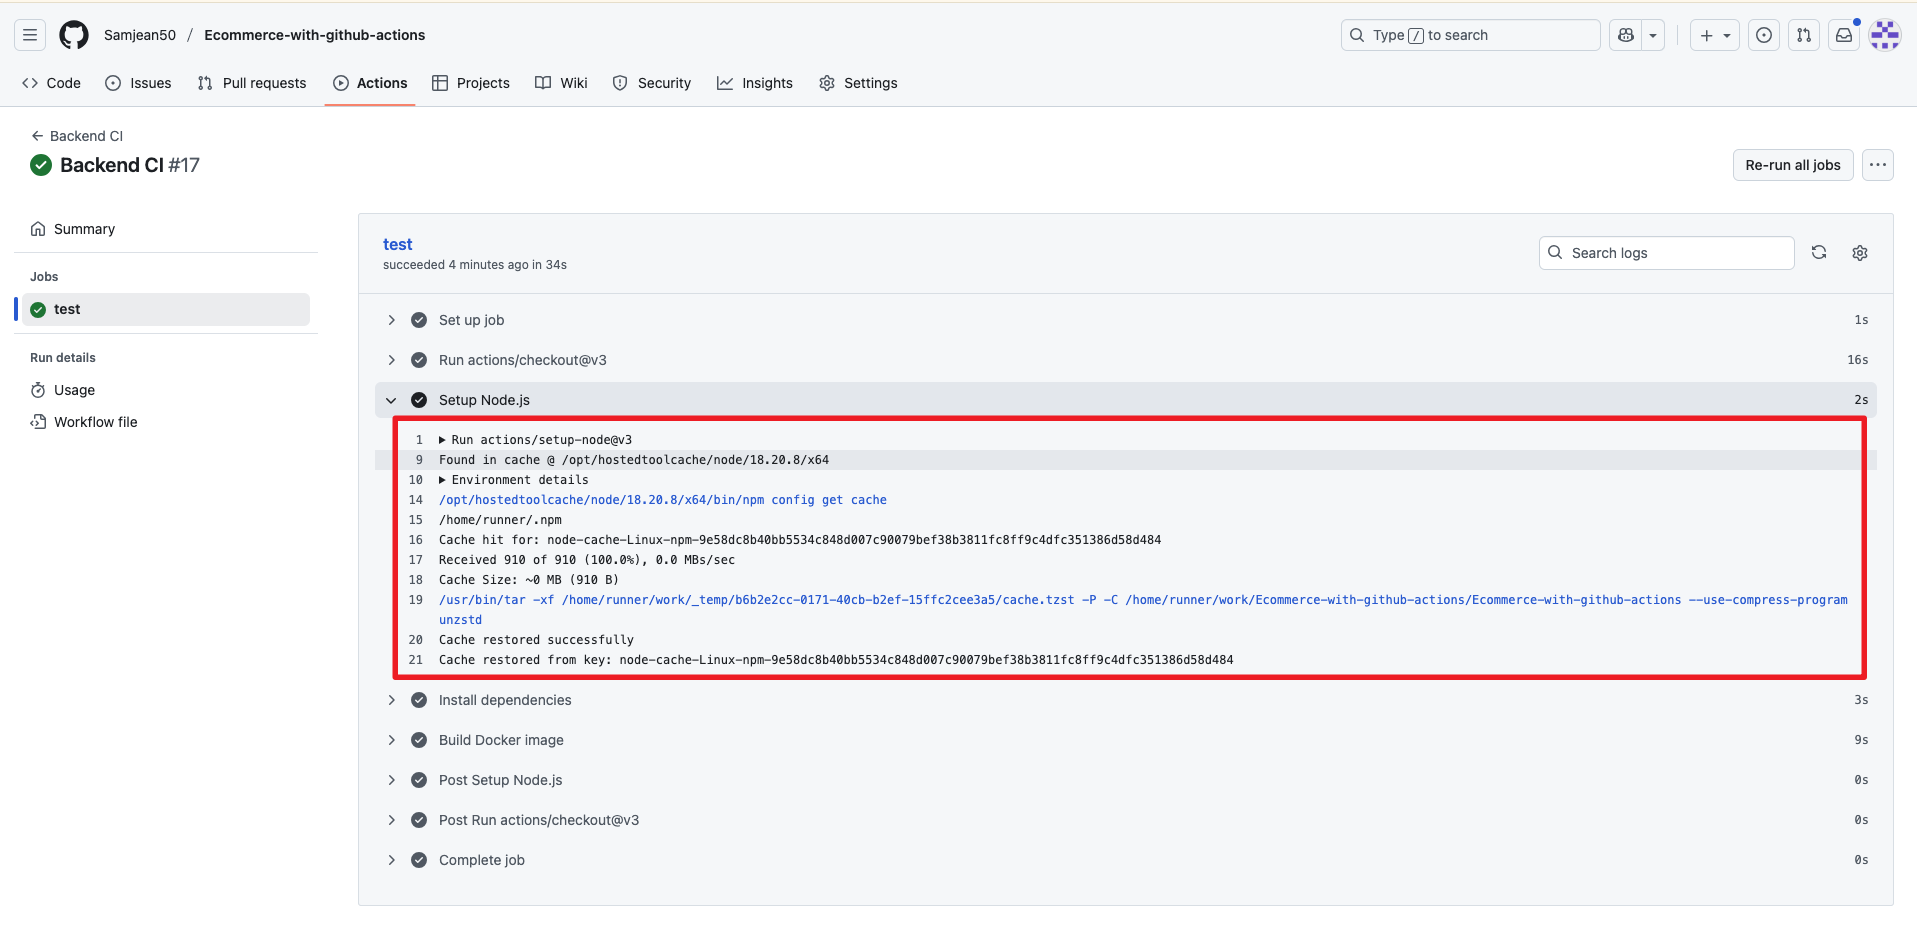 Samjean50 / Ecommerce-with-github-actions
Type / to search
Code Issues Pull requests Actions Projects Wiki Security Insights Settings
Backend CI
Backend CI #17
Re-run all jobs
Summary
Jobs
test
Run details
Usage
Workflow file
test
succeeded 4 minutes ago in 34s
Search logs
Set up job 1s
Run actions/checkout@v3 16s
Setup Node.js 2s
1 Run actions/setup-node@v3
9 Found in cache @ /opt/hostedtoolcache/node/18.20.8/x64
10 Environment details
14 /opt/hostedtoolcache/node/18.20.8/x64/bin/npm config get cache
15 /home/runner/.npm
16 Cache hit for: node-cache-Linux-npm-9e58dc8b40bb5534c848d007c90079bef38b3811fc8ff9c4dfc351386d58d484
17 Received 910 of 910 (100.0%), 0.0 MBs/sec
18 Cache Size: ~0 MB (910 B)
19 /usr/bin/tar -xf /home/runner/work/_temp/b6b2e2cc-0171-40cb-b2ef-15ffc2cee3a5/cache.tzst -P -C /home/runner/work/Ecommerce-with-github-actions/Ecommerce-with-github-actions --use-compress-program
unzstd
20 Cache restored successfully
21 Cache restored from key: node-cache-Linux-npm-9e58dc8b40bb5534c848d007c90079bef38b3811fc8ff9c4dfc351386d58d484
Install dependencies 3s
Build Docker image 9s
Post Setup Node.js 0s
Post Run actions/checkout@v3 0s
Complete job 0s